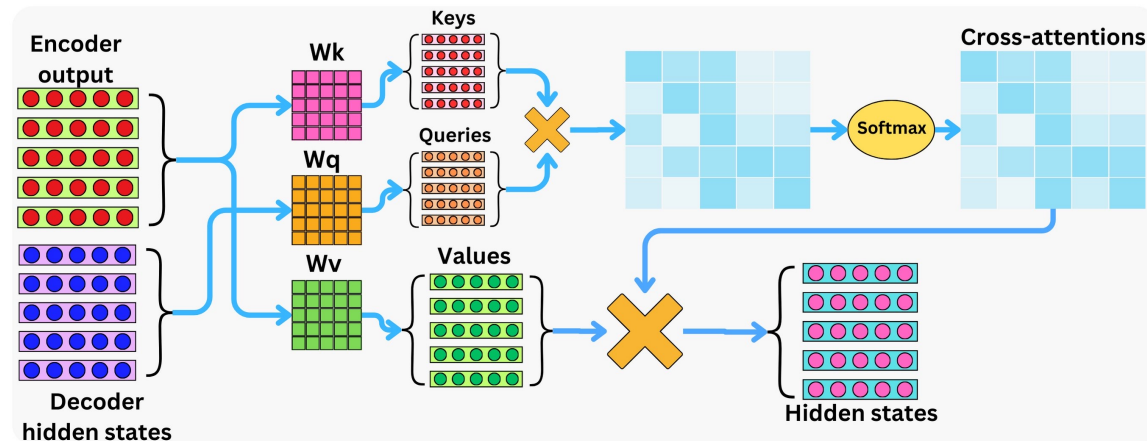 Encoder
output
Wk
Keys
Cross-attentions
Queries
Softmax
Wq
Wv
Values
Decoder
hidden states
Hidden states